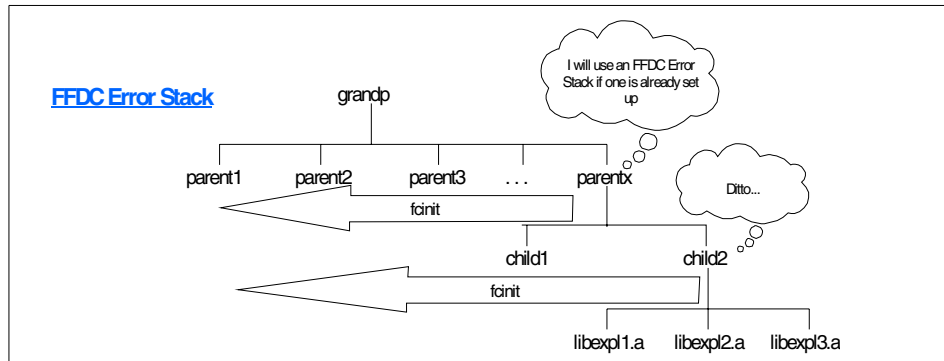 I will use an FFDC Error
Stack if one is already set
up
FFDC Error Stack
grandp
parent1 parent2 parent3 ... parentx
Ditto...
fcinit
child1 child2
fcinit
libexpl1.a libexpl2.a libexpl3.a